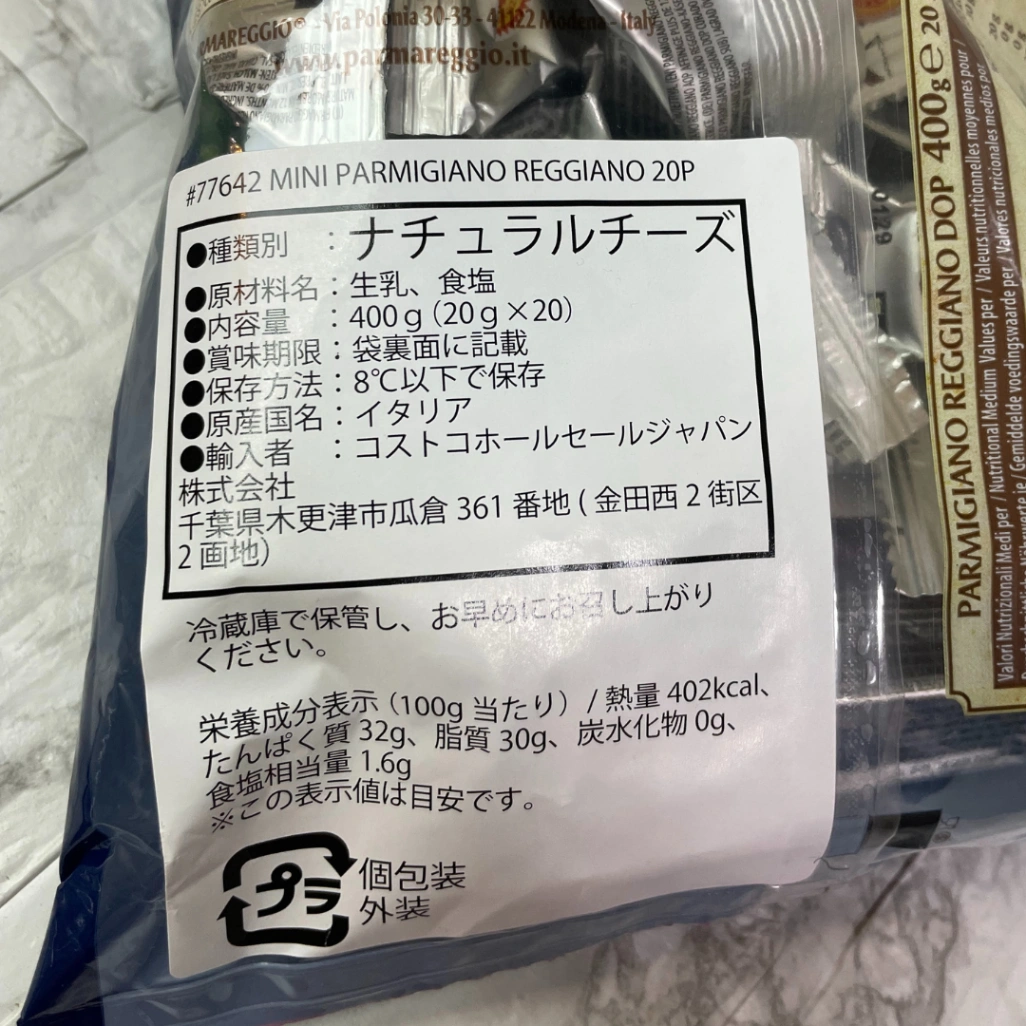 PARMAREGGIO® - Via Polonia 30-33 - 41122 Modena - Italy
www.parmareggio.it
#77642 MINI PARMIGIANO REGGIANO 20P
●種類別 :ナチュラルチーズ
●原材料名:生乳、食塩
●内容量 :400g(20g×20)
●賞味期限:袋裏面に記載
●保存方法:8℃以下で保存
●原産国名:イタリア
●輸入者 :コストコホールセールジャパン
株式会社
千葉県木更津市瓜倉 361 番地 ( 金田西 2 街区
2 画地)
冷蔵庫で保管し、お早めにお召し上がり
ください。
栄養成分表示(100g 当たり)/ 熱量 402kcal、
たんぱく質 32g、脂質 30g、炭水化物 0g、
食塩相当量 1.6g
※この表示値は目安です。
プラ
個包装
外装
PARMIGIANO REGGIANO DOP 400g e 20
Valori Nutrizionali Medi per / Nutritional Medium Values per / Valeurs nutritionnelles moyennes pour
/ Gemiddelde voedingswaarde per / Valores nutricionales medios por